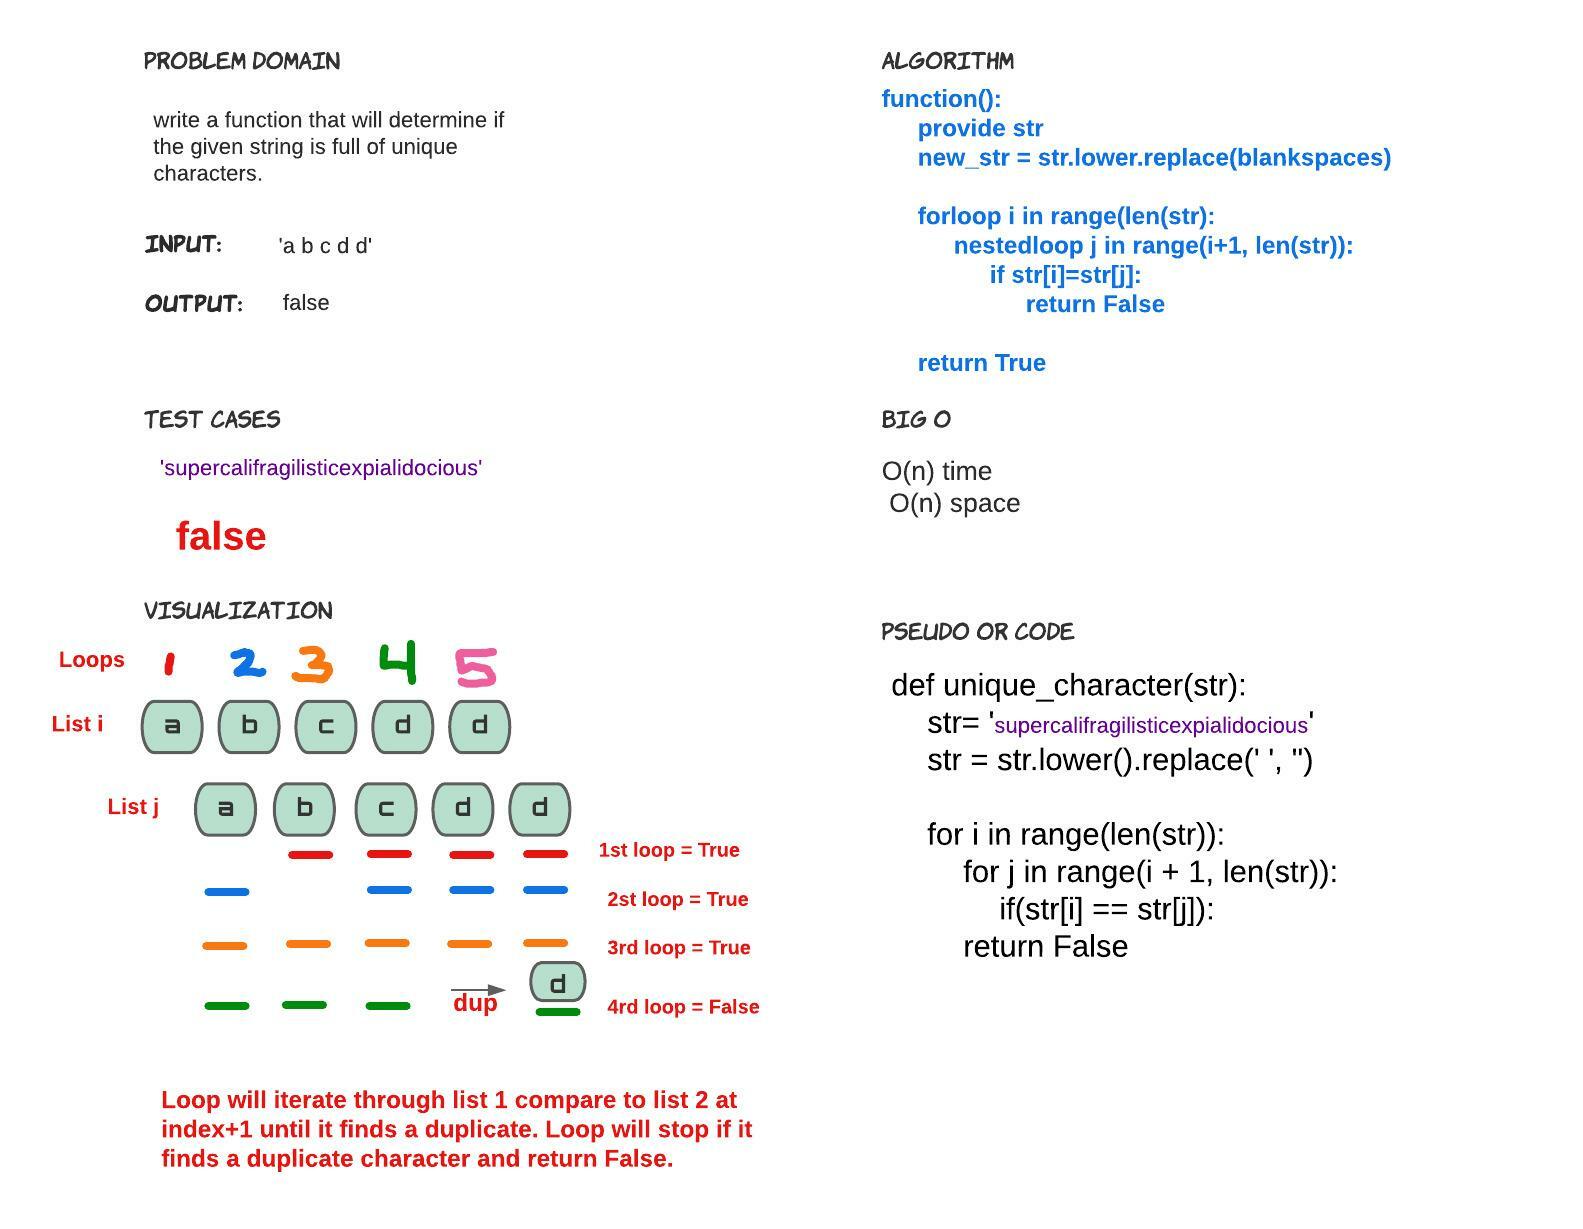 PROBLEM DOMAIN
write a function that will determine if
the given string is full of unique
characters.
INPUT: 'a b c d d'
OUTPUT: false
TEST CASES
'supercalifragilisticexpialidocious'
false
VISUALIZATION
Loops 1 2 3 4 5
List i a b c d d
List j a b c d d
1st loop = True
2st loop = True
3rd loop = True
d
dup
4rd loop = False
Loop will iterate through list 1 compare to list 2 at
index+1 until it finds a duplicate. Loop will stop if it
finds a duplicate character and return False.
ALGORITHM
function():
provide str
new_str = str.lower.replace(blankspaces)
forloop i in range(len(str):
nestedloop j in range(i+1, len(str)):
if str[i]=str[j]:
return False
return True
BIG O
O(n) time
O(n) space
PSEUDO OR CODE
def unique_character(str):
str= 'supercalifragilisticexpialidocious'
str = str.lower().replace(' ', '')
for i in range(len(str)):
for j in range(i + 1, len(str)):
if(str[i] == str[j]):
return False